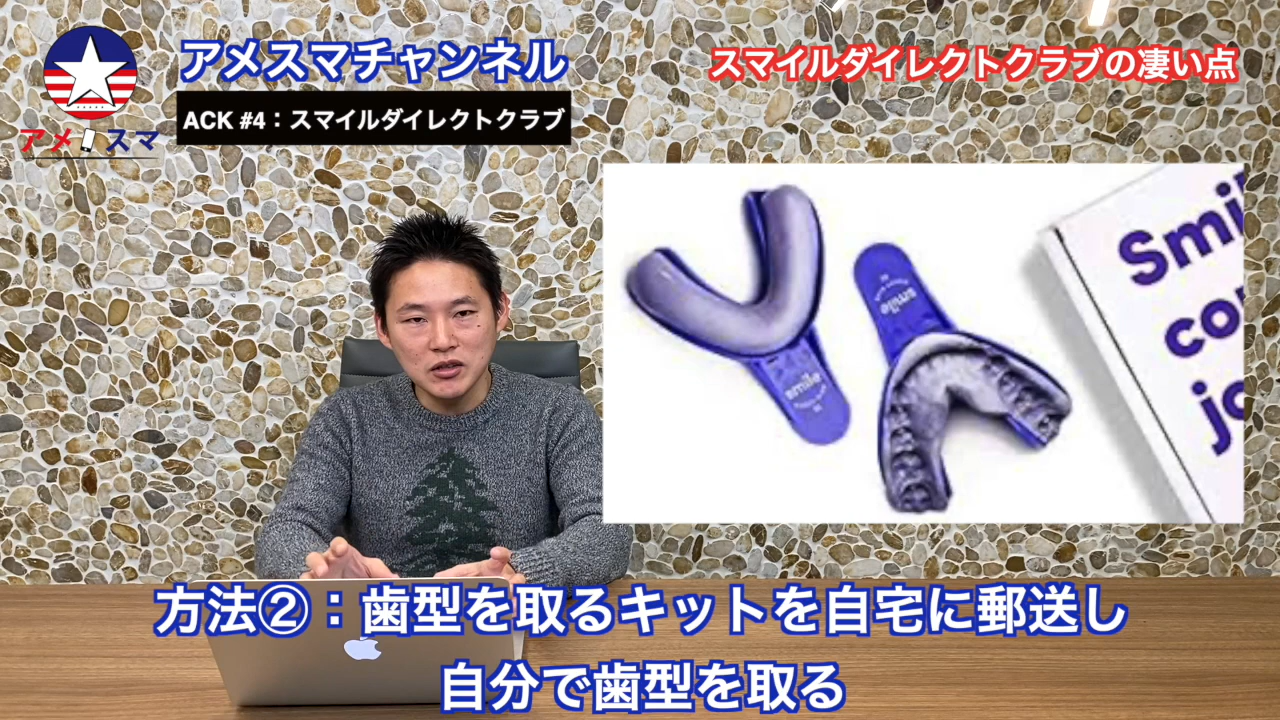 アメスマチャンネル
ACK #4：スマイルダイレクトクラブ
アメ スマ
スマイルダイレクトクラブの凄い点
smile
smile
方法②：歯型を取るキットを自宅に郵送し
自分で歯型を取る